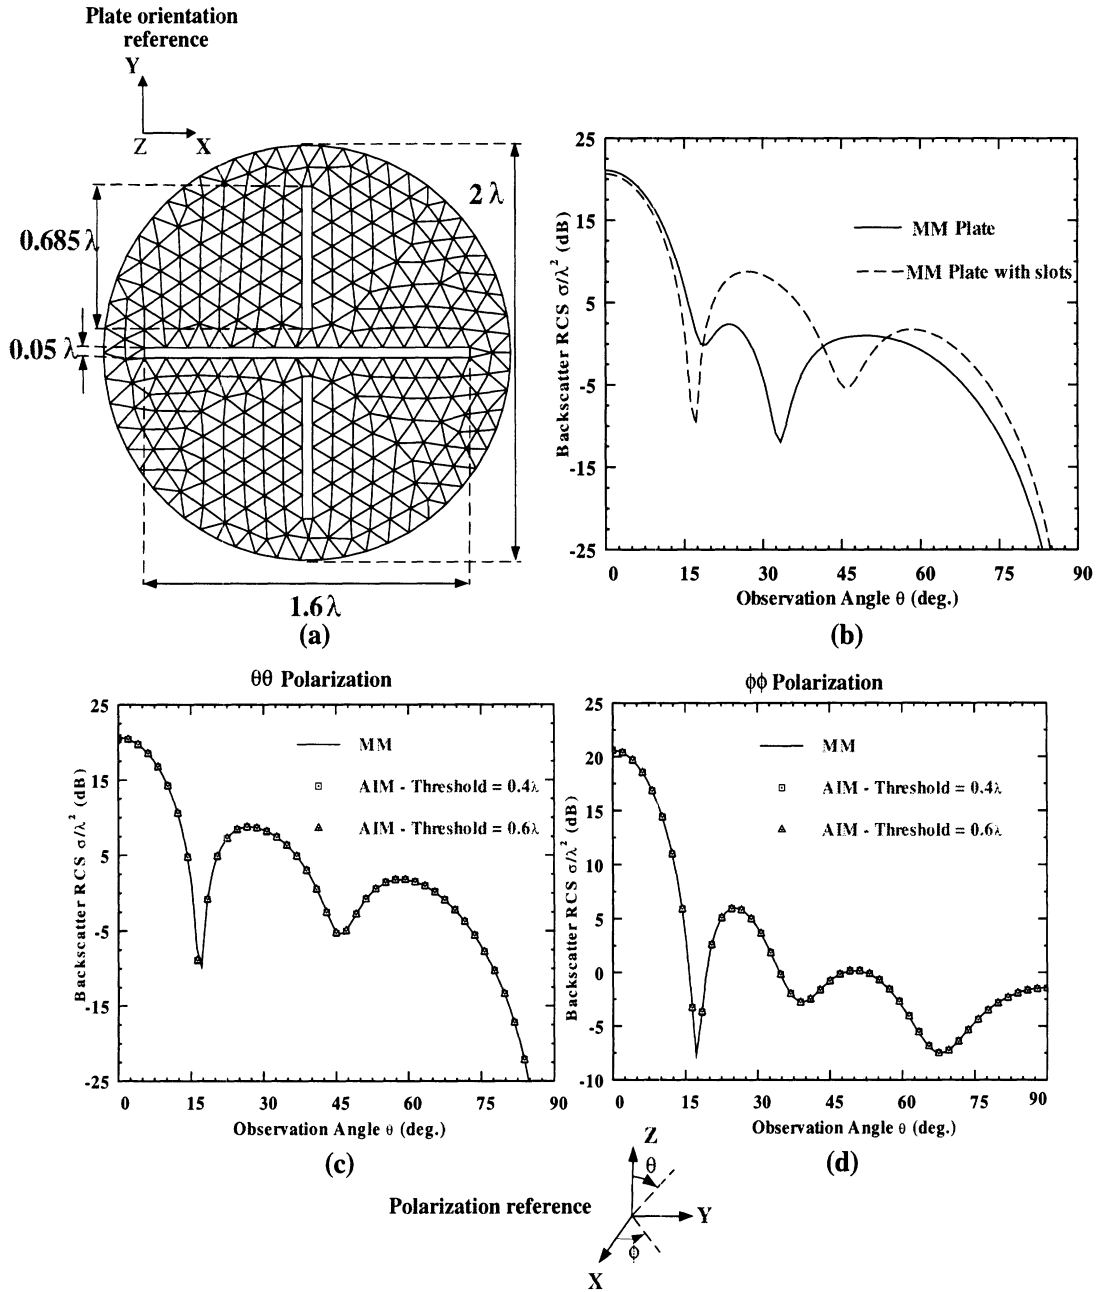 Plate orientation
reference
Y
Z
X
2 λ
0.685 λ
0.05 λ
1.6 λ
(a)
25
15
5
-5
-15
-25
Backscatter RCS σ/λ² (dB)
MM Plate
MM Plate with slots
0 15 30 45 60 75 90
Observation Angle θ (deg.)
(b)
θθ Polarization
25
15
5
-5
-15
-25
Backscatter RCS σ/λ² (dB)
MM
AIM - Threshold = 0.4λ
AIM - Threshold = 0.6λ
0 15 30 45 60 75 90
Observation Angle θ (deg.)
(c)
ϕϕ Polarization
25
20
15
10
5
0
-5
-10
Backscatter RCS σ/λ² (dB)
MM
AIM - Threshold = 0.4λ
AIM - Threshold = 0.6λ
0 15 30 45 60 75 90
Observation Angle θ (deg.)
(d)
Polarization reference
Z
θ
Y
ϕ
X